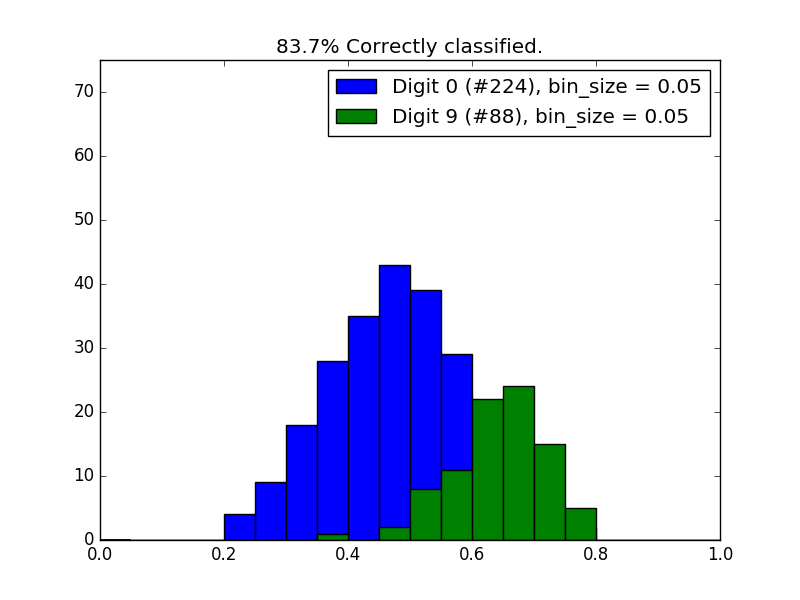 83.7% Correctly classified.
Digit 0 (#224), bin_size = 0.05
Digit 9 (#88), bin_size = 0.05
70
60
50
40
30
20
10
0
0.0 0.2 0.4 0.6 0.8 1.0